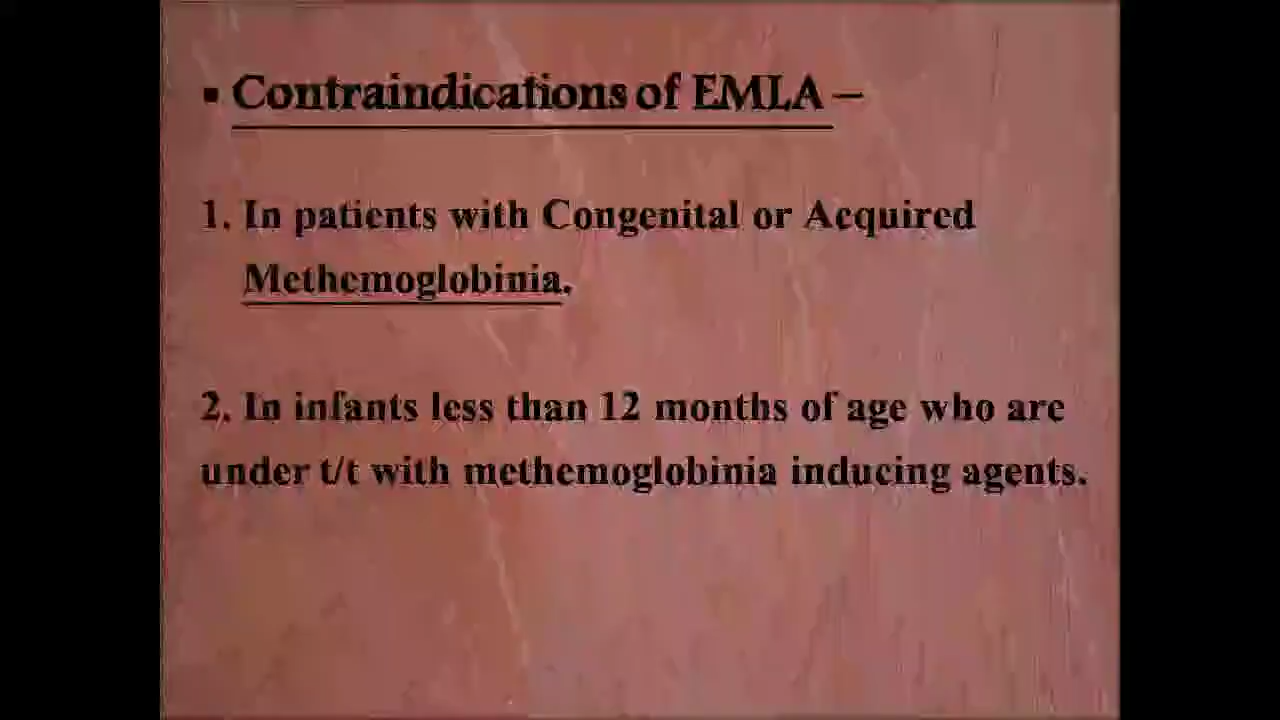 ▪ Contraindications of EMLA –
1. In patients with Congenital or Acquired
Methemoglobinia.
2. In infants less than 12 months of age who are
under t/t with methemoglobinia inducing agents.